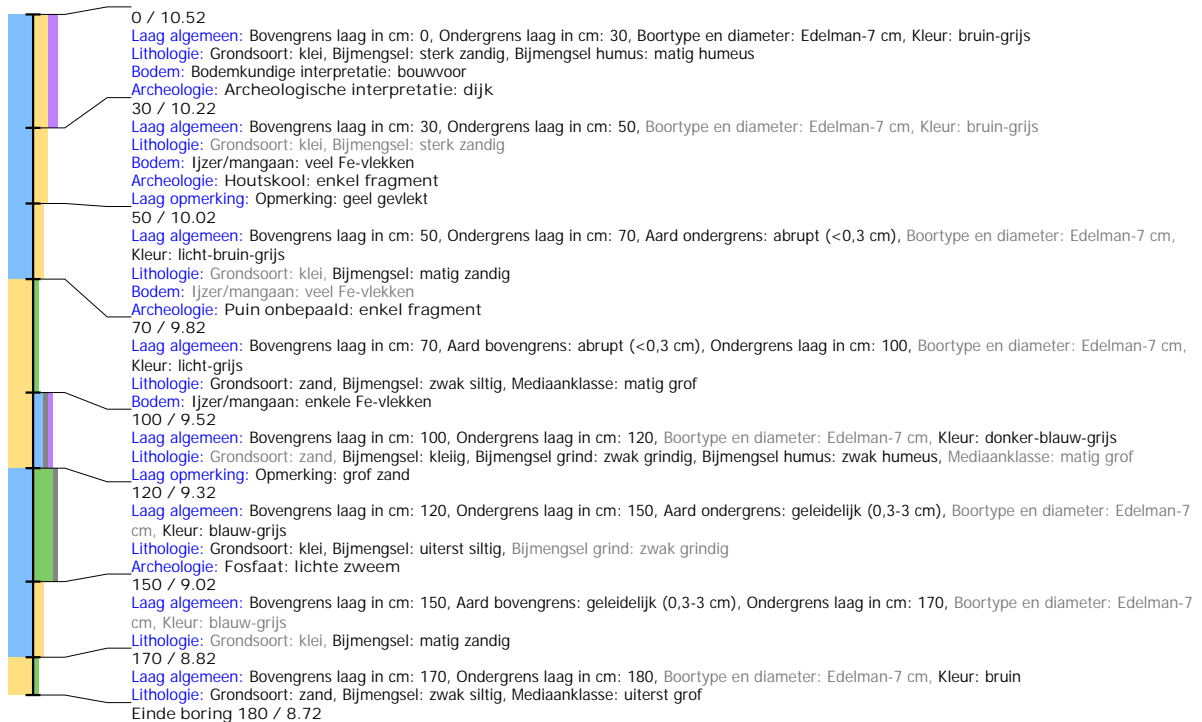 0 / 10.52
Laag algemeen: Bovengrens laag in cm: 0, Ondergrens laag in cm: 30, Boortype en diameter: Edelman-7 cm, Kleur: bruin-grijs
Lithologie: Grondsoort: klei, Bijmengsel: sterk zandig, Bijmengsel humus: matig humeus
Bodem: Bodemkundige interpretatie: bouwvoor
Archeologie: Archeologische interpretatie: dijk
30 / 10.22
Laag algemeen: Bovengrens laag in cm: 30, Ondergrens laag in cm: 50, Boortype en diameter: Edelman-7 cm, Kleur: bruin-grijs
Lithologie: Grondsoort: klei, Bijmengsel: sterk zandig
Bodem: Ijzer/mangaan: veel Fe-vlekken
Archeologie: Houtskool: enkel fragment
Laag opmerking: Opmerking: geel gevlekt
50 / 10.02
Laag algemeen: Bovengrens laag in cm: 50, Ondergrens laag in cm: 70, Aard ondergrens: abrupt (<0,3 cm), Boortype en diameter: Edelman-7 cm,
Kleur: licht-bruin-grijs
Lithologie: Grondsoort: klei, Bijmengsel: matig zandig
Bodem: Ijzer/mangaan: veel Fe-vlekken
Archeologie: Puin onbepaald: enkel fragment
70 / 9.82
Laag algemeen: Bovengrens laag in cm: 70, Aard bovengrens: abrupt (<0,3 cm), Ondergrens laag in cm: 100, Boortype en diameter: Edelman-7 cm,
Kleur: licht-grijs
Lithologie: Grondsoort: zand, Bijmengsel: zwak siltig, Mediaanklasse: matig grof
Bodem: Ijzer/mangaan: enkele Fe-vlekken
100 / 9.52
Laag algemeen: Bovengrens laag in cm: 100, Ondergrens laag in cm: 120, Boortype en diameter: Edelman-7 cm, Kleur: donker-blauw-grijs
Lithologie: Grondsoort: zand, Bijmengsel: kleiig, Bijmengsel grind: zwak grindig, Bijmengsel humus: zwak humeus, Mediaanklasse: matig grof
Laag opmerking: Opmerking: grof zand
120 / 9.32
Laag algemeen: Bovengrens laag in cm: 120, Ondergrens laag in cm: 150, Aard ondergrens: geleidelijk (0,3-3 cm), Boortype en diameter: Edelman-7
cm, Kleur: blauw-grijs
Lithologie: Grondsoort: klei, Bijmengsel: uiterst siltig, Bijmengsel grind: zwak grindig
Archeologie: Fosfaat: lichte zweem
150 / 9.02
Laag algemeen: Bovengrens laag in cm: 150, Aard bovengrens: geleidelijk (0,3-3 cm), Ondergrens laag in cm: 170, Boortype en diameter: Edelman-7
cm, Kleur: blauw-grijs
Lithologie: Grondsoort: klei, Bijmengsel: matig zandig
170 / 8.82
Laag algemeen: Bovengrens laag in cm: 170, Ondergrens laag in cm: 180, Boortype en diameter: Edelman-7 cm, Kleur: bruin
Lithologie: Grondsoort: zand, Bijmengsel: zwak siltig, Mediaanklasse: uiterst grof
Einde boring 180 / 8.72